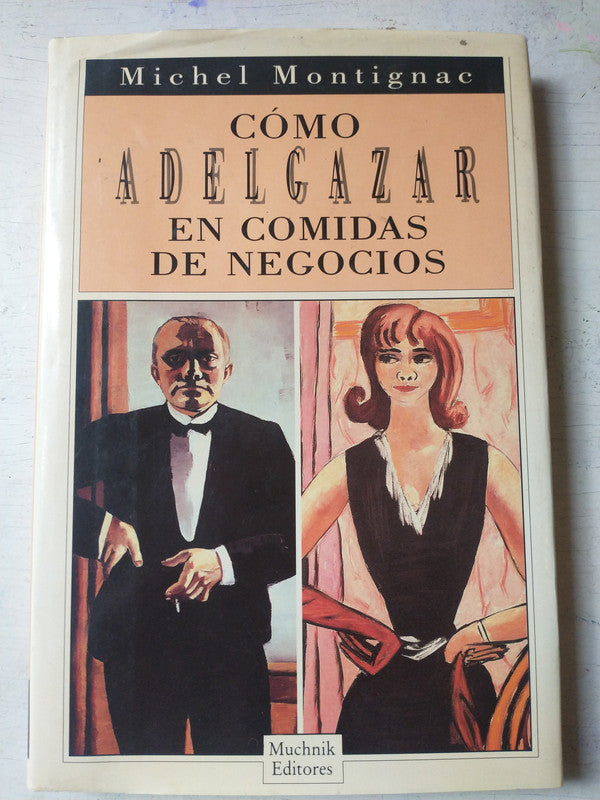 Michel Montignac
CÓMO
ADELGAZAR
EN COMIDAS
DE NEGOCIOS
Muchnik
Editores